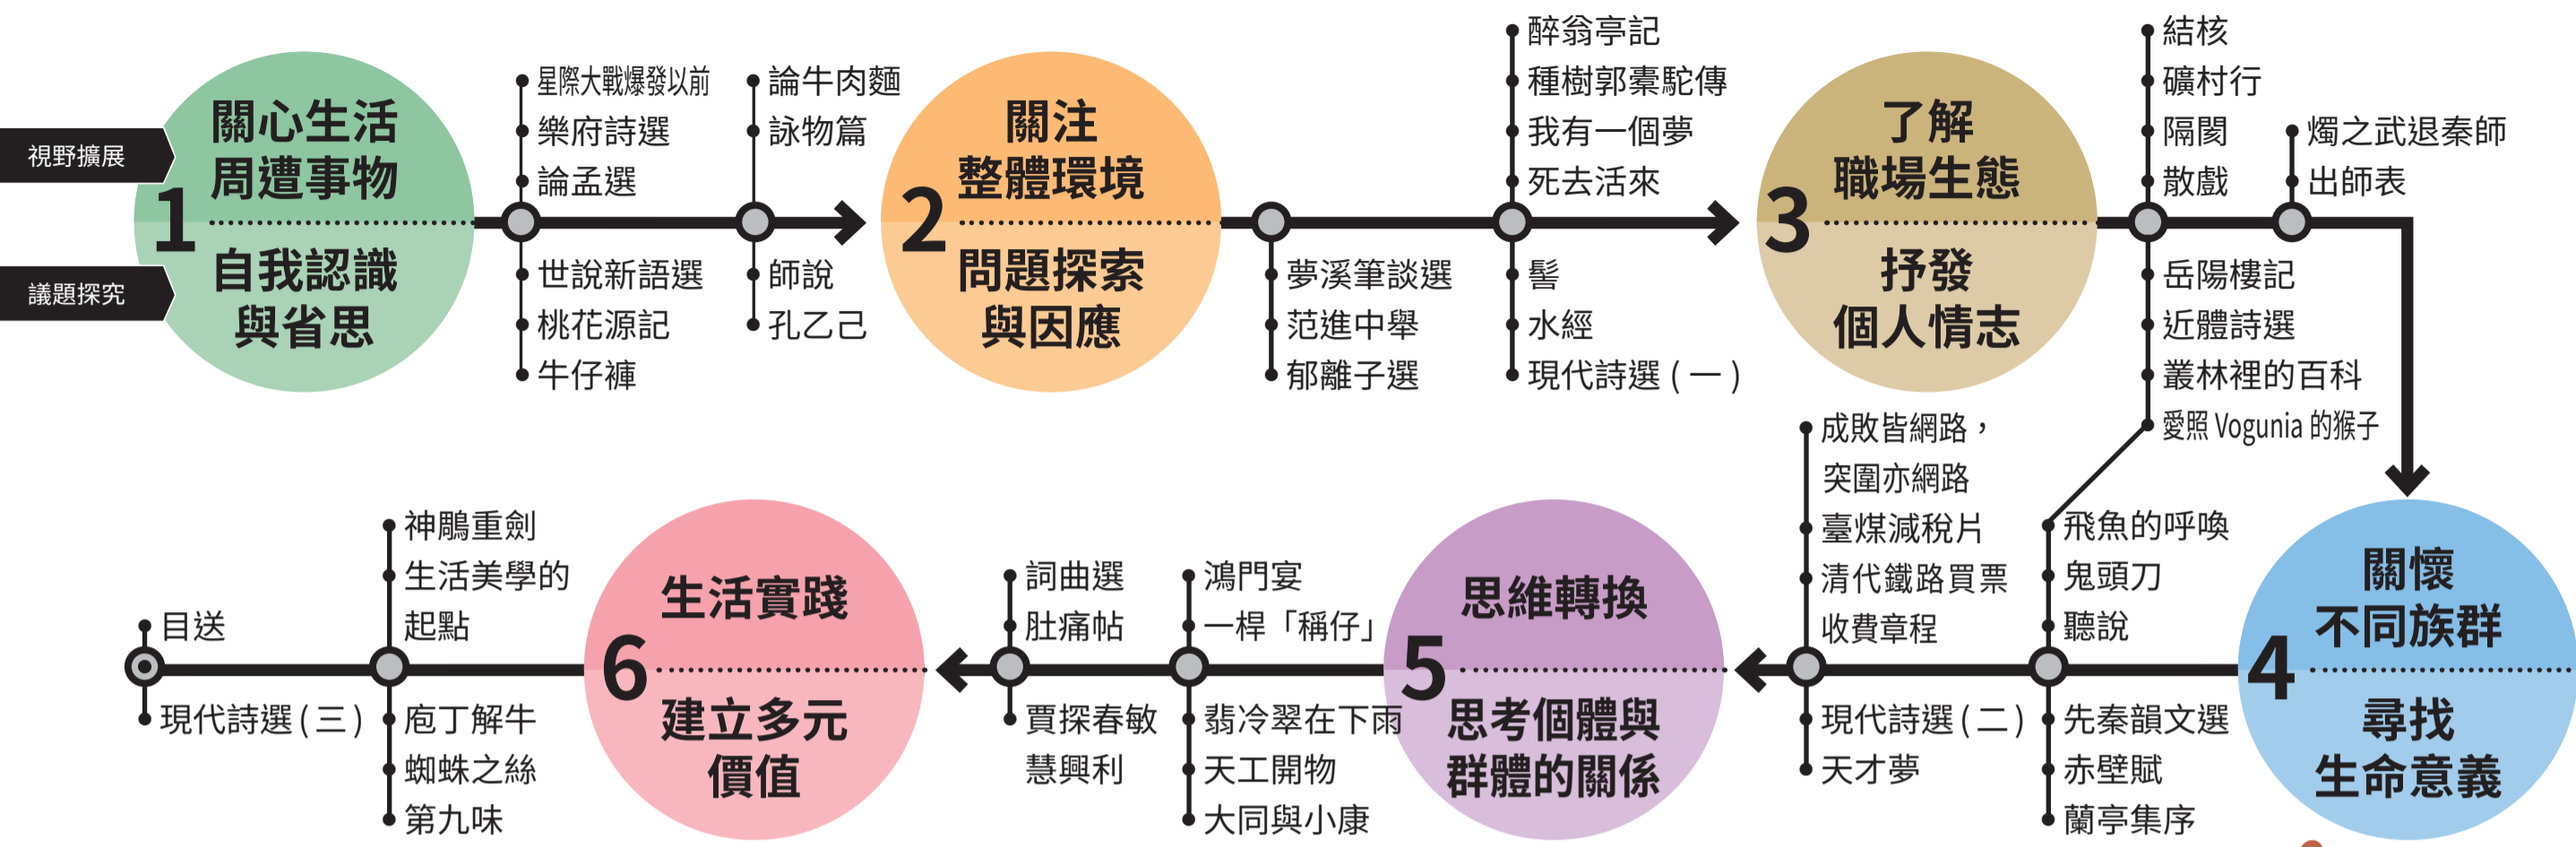 視野擴展
議題探究
1
關心生活
周遭事物
自我認識
與省思
星際大戰爆發以前
樂府詩選
論孟選
世說新語選
桃花源記
牛仔褲
論牛肉麵
詠物篇
師說
孔乙己
2
關注
整體環境
問題探索
與因應
夢溪筆談選
范進中舉
郁離子選
醉翁亭記
種樹郭橐駝傳
我有一個夢
死去活來
髻
水經
現代詩選(一)
3
了解
職場生態
抒發
個人情志
結核
礦村行
隔閡
散戲
岳陽樓記
近體詩選
叢林裡的百科
愛照 Vogunia 的猴子
燭之武退秦師
出師表
4
關懷
不同族群
尋找
生命意義
飛魚的呼喚
鬼頭刀
聽說
先秦韻文選
赤壁賦
蘭亭集序
成敗皆網路，
突圍亦網路
臺煤減稅片
清代鐵路買票
收費章程
現代詩選(二)
天才夢
5
思維轉換
思考個體與
群體的關係
鴻門宴
一桿「稱仔」
翡冷翠在下雨
天工開物
大同與小康
詞曲選
肚痛帖
賈探春敏
慧興利
6
生活實踐
建立多元
價值
神鵰重劍
生活美學的
起點
庖丁解牛
蜘蛛之絲
第九味
目送
現代詩選(三)